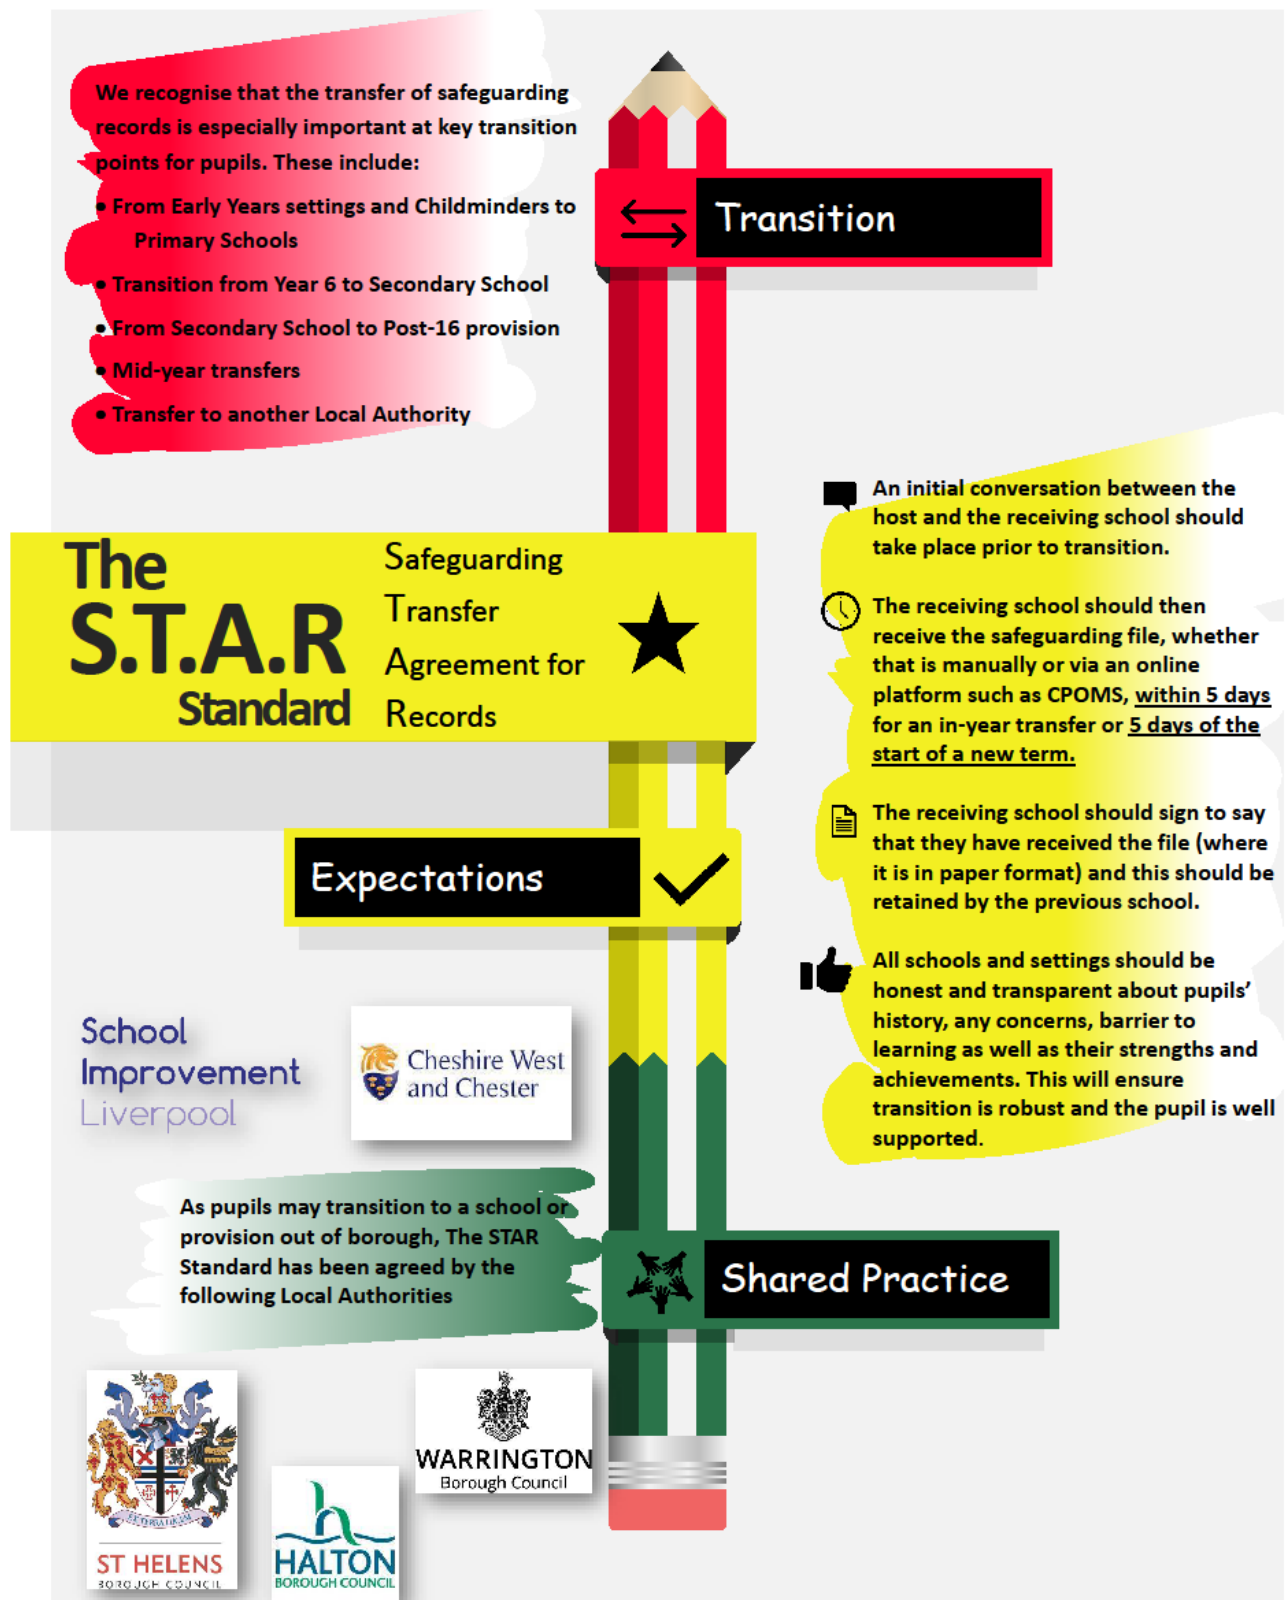 We recognise that the transfer of safeguarding
records is especially important at key transition
points for pupils. These include:
• From Early Years settings and Childminders to
Primary Schools
• Transition from Year 6 to Secondary School
• From Secondary School to Post-16 provision
• Mid-year transfers
• Transfer to another Local Authority
Transition
The
S.T.A.R
Standard
Safeguarding
Transfer
Agreement for
Records
An initial conversation between the
host and the receiving school should
take place prior to transition.
The receiving school should then
receive the safeguarding file, whether
that is manually or via an online
platform such as CPOMS, within 5 days
for an in-year transfer or 5 days of the
start of a new term.
The receiving school should sign to say
that they have received the file (where
it is in paper format) and this should be
retained by the previous school.
All schools and settings should be
honest and transparent about pupils'
history, any concerns, barrier to
learning as well as their strengths and
achievements. This will ensure
transition is robust and the pupil is well
supported.
Expectations
School
Improvement
Liverpool
Cheshire West
and Chester
As pupils may transition to a school or
provision out of borough, The STAR
Standard has been agreed by the
following Local Authorities
Shared Practice
ST HELENS
BOROUGH COUNCIL
HALTON
BOROUGH COUNCIL
WARRINGTON
Borough Council